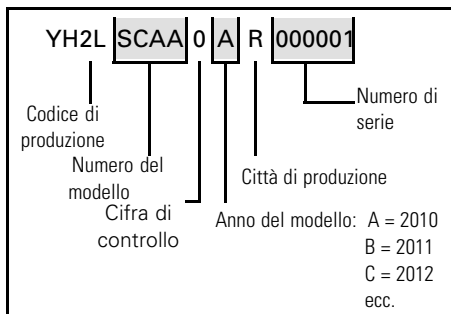 YH2L SCAA 0 A R 000001
Numero di
serie
Codice di
produzione
Numero del
modello
Città di produzione
Cifra di
controllo
Anno del modello: A = 2010
B = 2011
C = 2012
ecc.